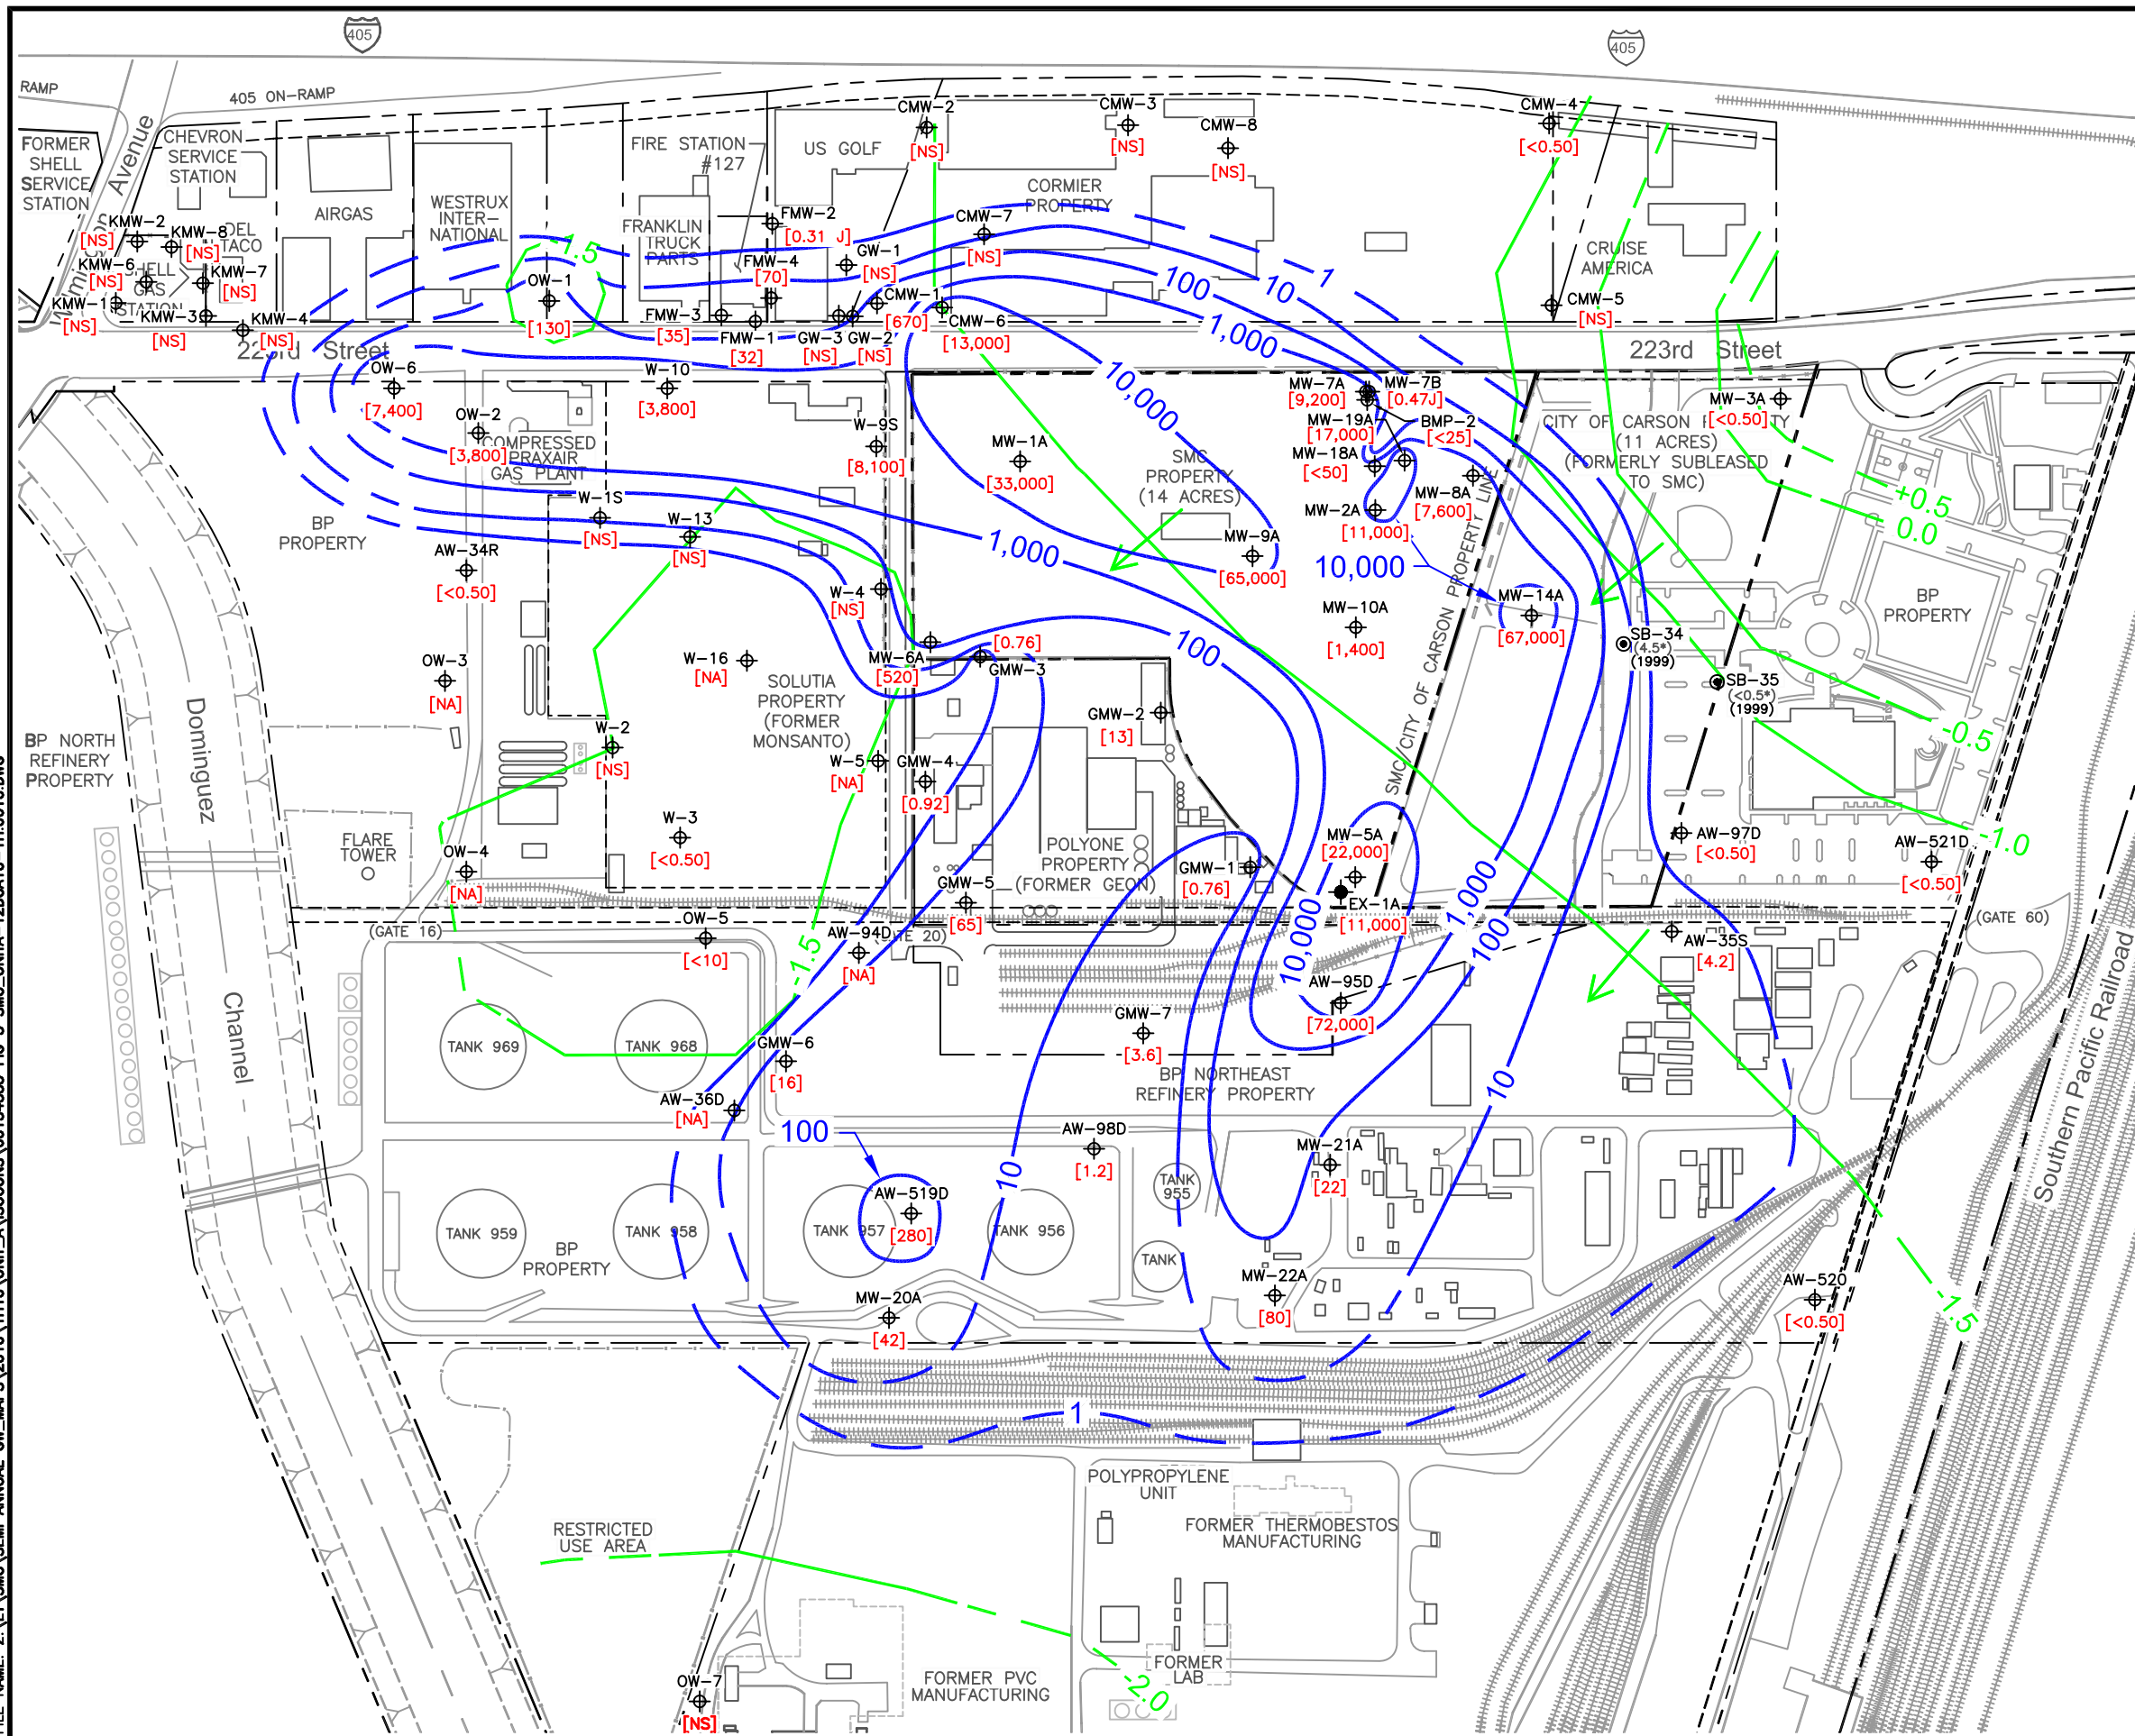 405
405
RAMP
405 ON-RAMP
Avenue
FORMER
SHELL
SERVICE
STATION
CHEVRON
SERVICE
STATION
AIRGAS
WESTRUX
INTER-
NATIONAL
FIRE STATION
#127
FRANKLIN
TRUCK
PARTS
US GOLF
CORMIER
PROPERTY
CRUISE
AMERICA
CMW-2
[NS]
CMW-3
[NS]
CMW-8
[NS]
CMW-4
[<0.50]
KMW-2
[NS]
KMW-8
[NS]
DEL
TACO
KMW-6
[NS]
SHELL
GAS
STATION
KMW-7
[NS]
KMW-1
[NS]
KMW-3
[NS]
KMW-4
[NS]
-1.5
OW-1
[130]
FMW-2
[0.31 J]
FMW-4
[70]
GW-1
[NS]
CMW-7
[NS]
FMW-3
[35]
FMW-1
[32]
GW-3
[NS]
GW-2
[NS]
CMW-1
[670]
CMW-6
[13,000]
100
10
1
1,000
CMW-5
[NS]
223rd Street
223rd Street
OW-6
[7,400]
OW-2
[3,800]
COMPRESSED
PRAXAIR
GAS PLANT
W-10
[3,800]
W-9S
[8,100]
10,000
MW-1A
[33,000]
SMC
PROPERTY
(14 ACRES)
MW-7A
[9,200]
MW-7B
[0.47J]
MW-19A
[17,000]
BMP-2
[<25]
MW-18A
[<50]
MW-8A
[7,600]
MW-2A
[11,000]
MW-3A
[<0.50]
CITY OF CARSON
(11 ACRES)
(FORMERLY SUBLEASED
TO SMC)
+0.5
0.0
BP
PROPERTY
W-1S
[NS]
W-13
[NS]
AW-34R
[<0.50]
1,000
MW-9A
[65,000]
10,000
MW-14A
[67,000]
MW-10A
[1,400]
SMC/CITY OF CARSON PROPERTY LINE
BP
PROPERTY
W-4
[NS]
MW-6A
[520]
[0.76]
GMW-3
100
SB-34
(4.5*)
(1999)
SB-35
(<0.5*)
(1999)
OW-3
[NA]
W-16
[NA]
SOLUTIA
PROPERTY
(FORMER
MONSANTO)
GMW-2
[13]
-0.5
Dominguez
Channel
BP NORTH
REFINERY
PROPERTY
W-2
[NS]
W-5
[NA]
GMW-4
[0.92]
W-3
[<0.50]
FLARE
TOWER
OW-4
[NA]
POLYONE
PROPERTY
(FORMER GEON)
GMW-1
[0.76]
MW-5A
[22,000]
EX-1A
[11,000]
AW-97D
[<0.50]
-1.0
AW-521D
[<0.50]
GMW-5
[65]
OW-5
[<10]
(GATE 16)
AW-94D
[NA]
-1.5
10,000
1,000
100
AW-35S
[4.2]
(GATE 60)
AW-95D
[72,000]
GMW-7
[3.6]
TANK 969
TANK 968
GMW-6
[16]
BP NORTHEAST
REFINERY PROPERTY
10
AW-36D
[NA]
100
AW-98D
[1.2]
MW-21A
[22]
10
TANK
955
AW-519D
[280]
TANK 959
TANK 958
TANK 957
TANK 956
TANK
BP
PROPERTY
MW-22A
[80]
MW-20A
[42]
AW-520
[<0.50]
-1.5
Southern Pacific Railroad
1
POLYPROPYLENE
UNIT
FORMER THERMOBESTOS
MANUFACTURING
RESTRICTED
USE AREA
FORMER
LAB
-2.0
FORMER PVC
MANUFACTURING
OW-7
[NS]